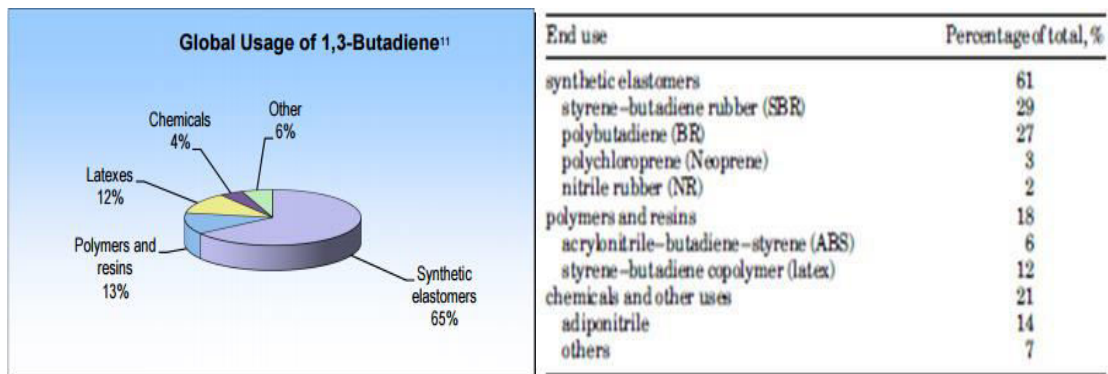 Global Usage of 1,3-Butadiene¹¹
Other
6%
Chemicals
4%
Latexes
12%
Polymers and
resins
13%
Synthetic
elastomers
65%
End use Percentage of total, %
synthetic elastomers 61
styrene–butadiene rubber (SBR) 29
polybutadiene (BR) 27
polychloroprene (Neoprene) 3
nitrile rubber (NR) 2
polymers and resins 18
acrylonitrile–butadiene–styrene (ABS) 6
styrene–butadiene copolymer (latex) 12
chemicals and other uses 21
adiponitrile 14
others 7